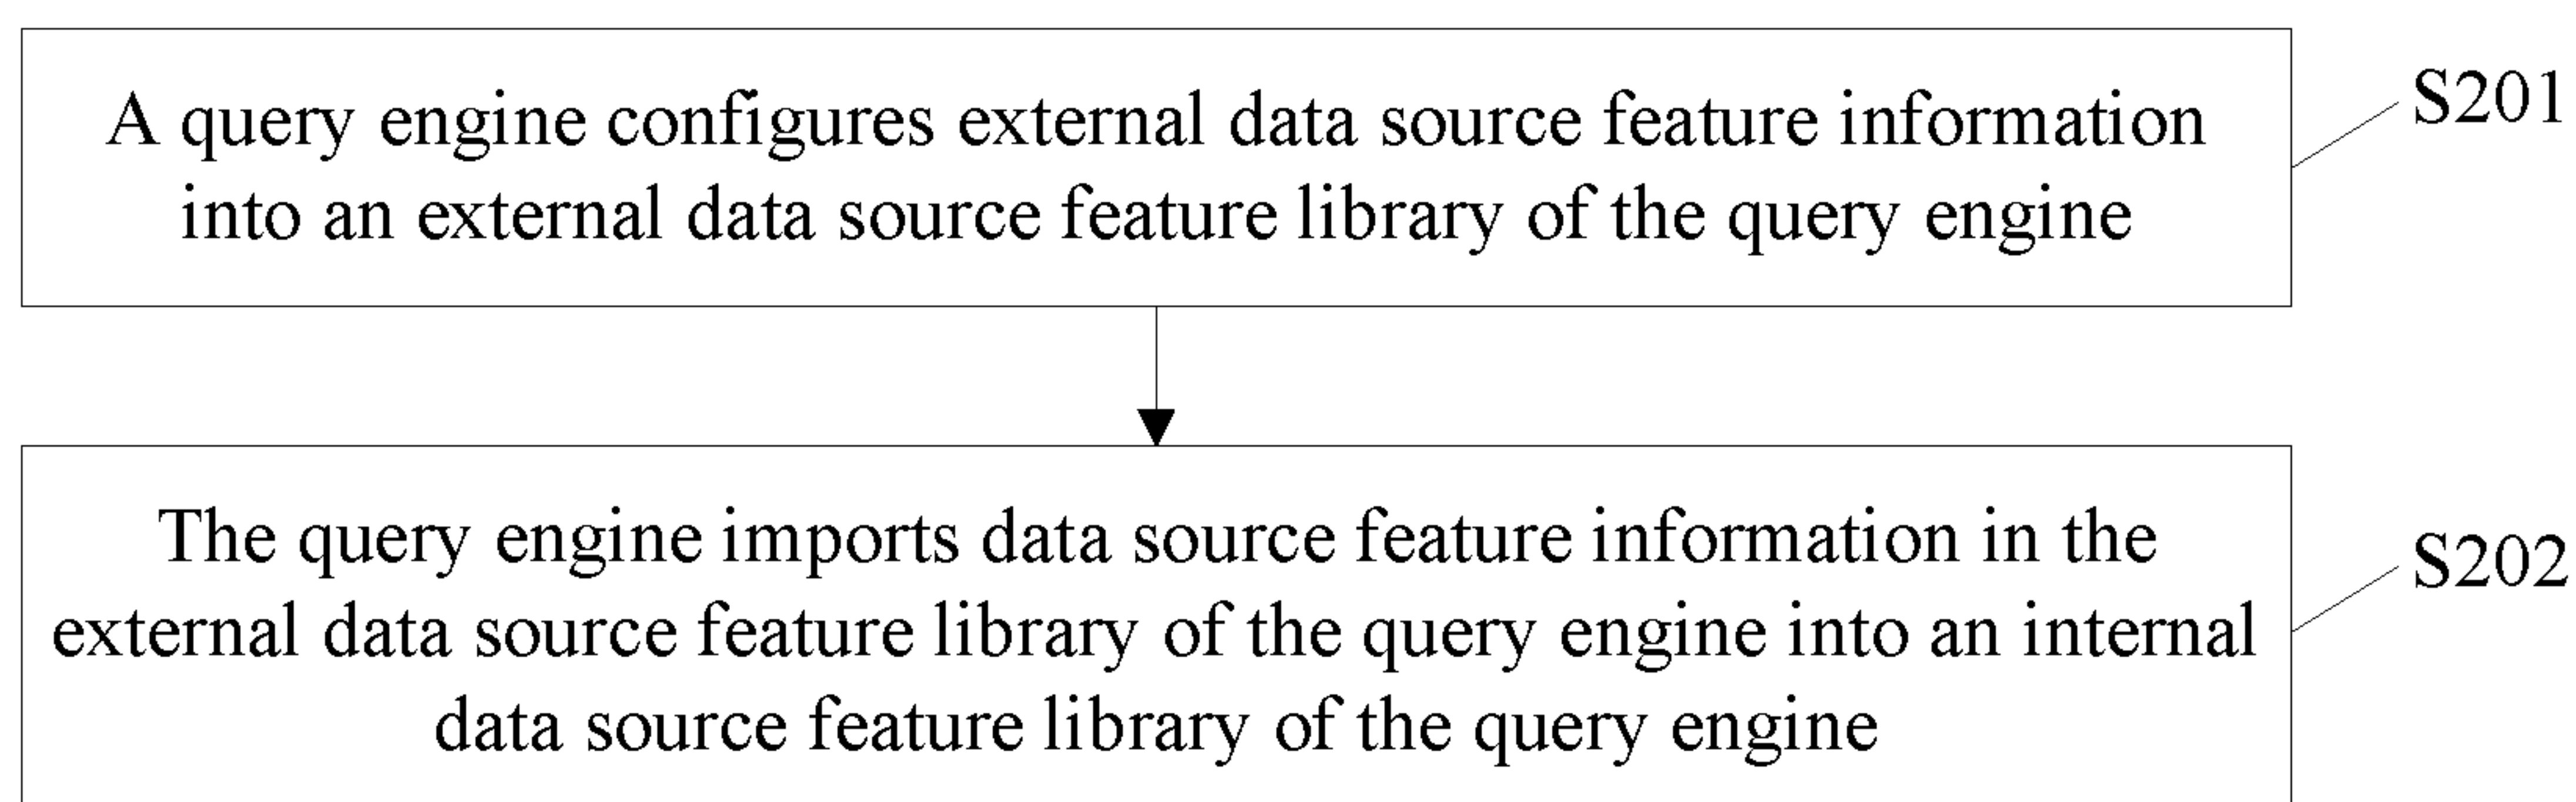 A query engine configures external data source feature information
into an external data source feature library of the query engine
S201
The query engine imports data source feature information in the
external data source feature library of the query engine into an internal
data source feature library of the query engine
S202